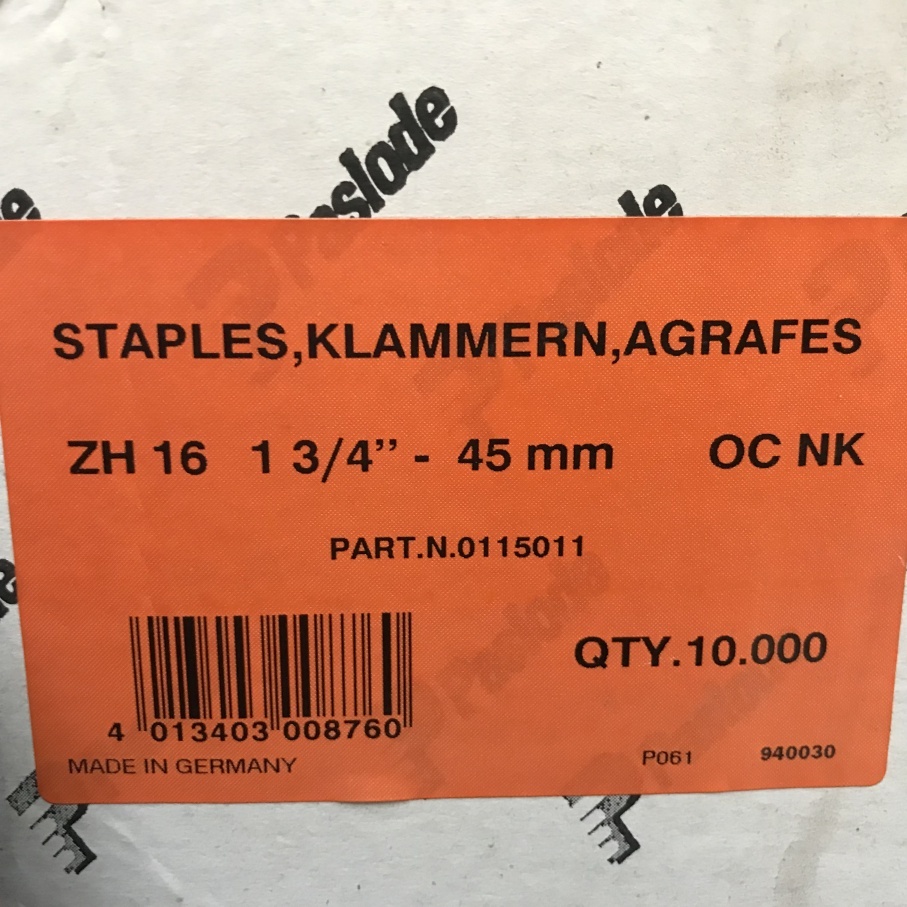 Paslode
STAPLES,KLAMMERN,AGRAFES
ZH 16 1 3/4” - 45 mm OC NK
PART.N.0115011
QTY.10.000
4 013403 008760
MADE IN GERMANY
P061 940030